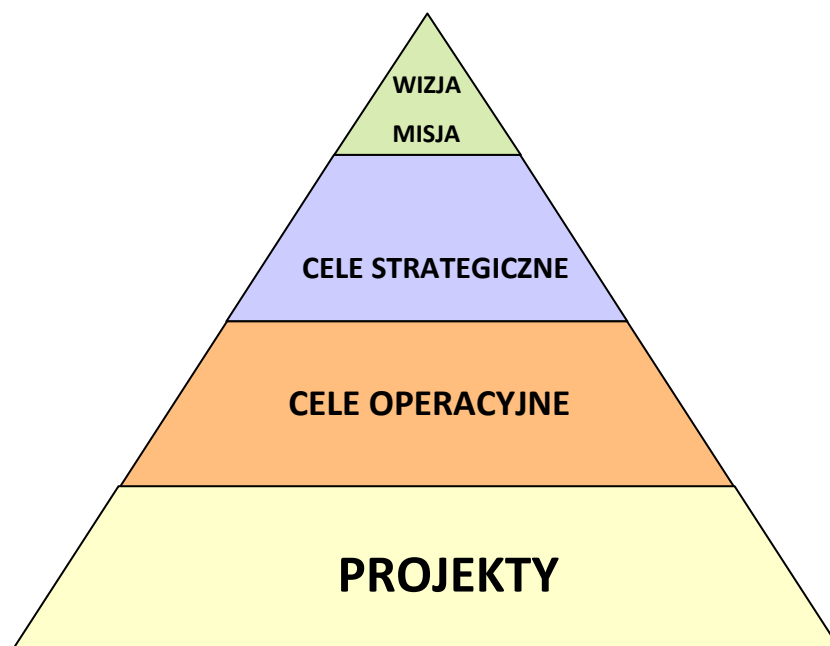 WIZJA
MISJA
CELE STRATEGICZNE
CELE OPERACYJNE
PROJEKTY